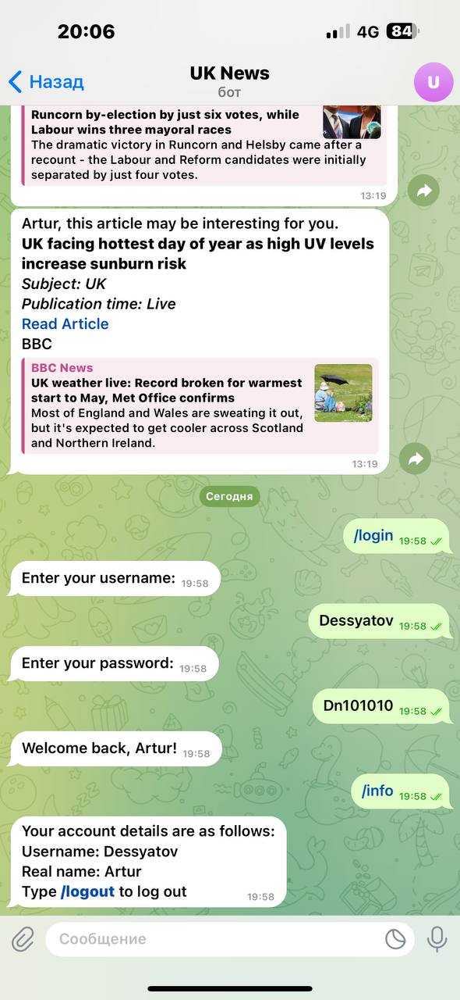 20:06
4G 84
Назад
UK News
бот
U
Runcorn by-election by just six votes, while
Labour wins three mayoral races
The dramatic victory in Runcorn and Helsby came after a
recount - the Labour and Reform candidates were initially
separated by just four votes.
13:19
Artur, this article may be interesting for you.
UK facing hottest day of year as high UV levels
increase sunburn risk
Subject: UK
Publication time: Live
Read Article
BBC
BBC News
UK weather live: Record broken for warmest
start to May, Met Office confirms
Most of England and Wales are sweating it out,
but it's expected to get cooler across Scotland
and Northern Ireland.
13:19
Сегодня
/login 19:58
Enter your username: 19:58
Dessyatov 19:58
Enter your password: 19:58
Dn101010 19:58
Welcome back, Artur! 19:58
/info 19:58
Your account details are as follows:
Username: Dessyatov
Real name: Artur
Type /logout to log out 19:58
Сообщение